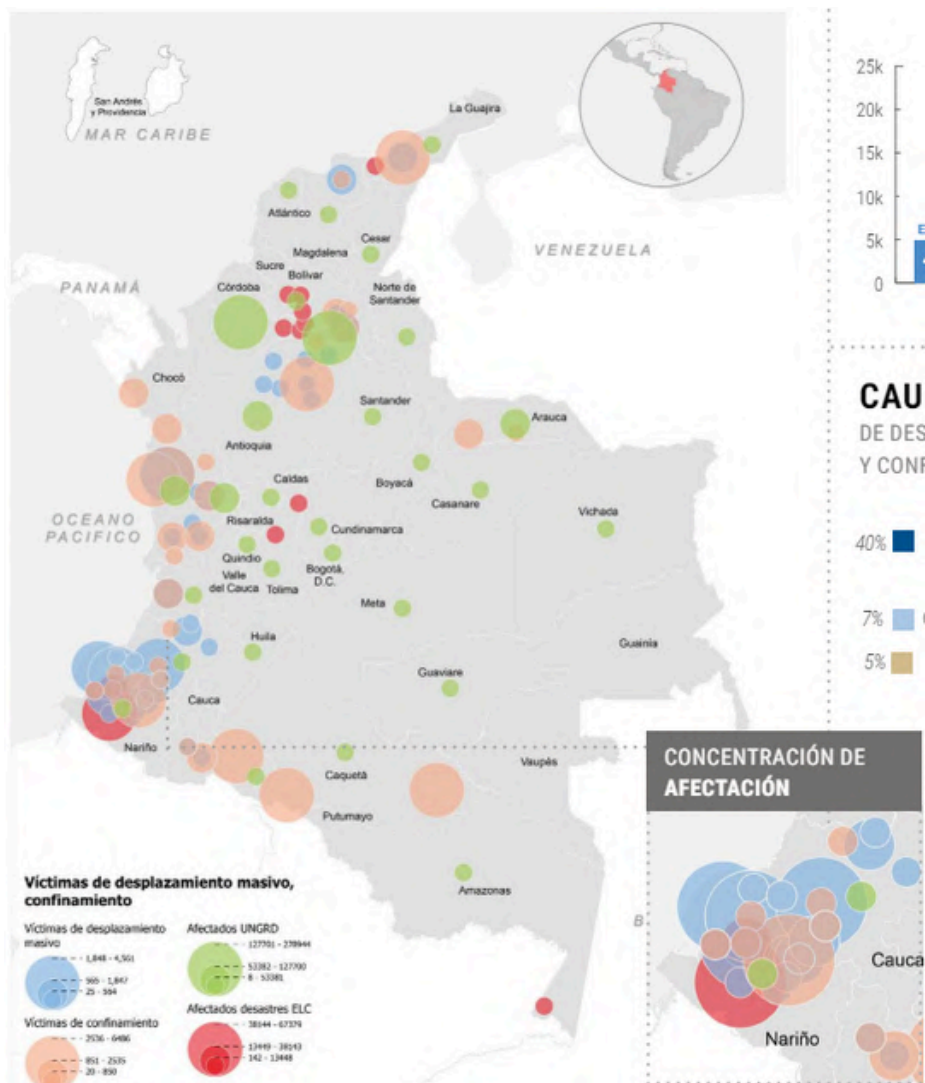 San Andrés
y Providencia
MAR CARIBE
La Guajira
Atlántico
Magdalena
Cesar
VENEZUELA
Sucre
Bolívar
PANAMÁ
Córdoba
Norte de
Santander
Chocó
Santander
Arauca
Antioquia
Boyacá
Caldas
Casanare
OCEANO
PACIFICO
Risaralda
Cundinamarca
Vichada
Quindío
Bogotá,
D.C.
Valle
del Cauca
Tolima
Meta
Huila
Guainía
Guaviare
Cauca
Nariño
Caquetá
Vaupés
Putumayo
Amazonas
25k
20k
15k
10k
5k
0
E
CAU
DE DES
Y CONF
40%
7%
5%
CONCENTRACIÓN DE
AFECTACIÓN
B
Cauca
Nariño
Víctimas de desplazamiento masivo,
confinamiento
Víctimas de desplazamiento
masivo
1,848 - 4,561
565 - 1,847
25 - 564
Afectados UNGRD
127701 - 278944
53382 - 127700
8 - 53381
Víctimas de confinamiento
2536 - 6486
851 - 2535
20 - 850
Afectados desastres ELC
38144 - 67379
13449 - 38143
142 - 13448